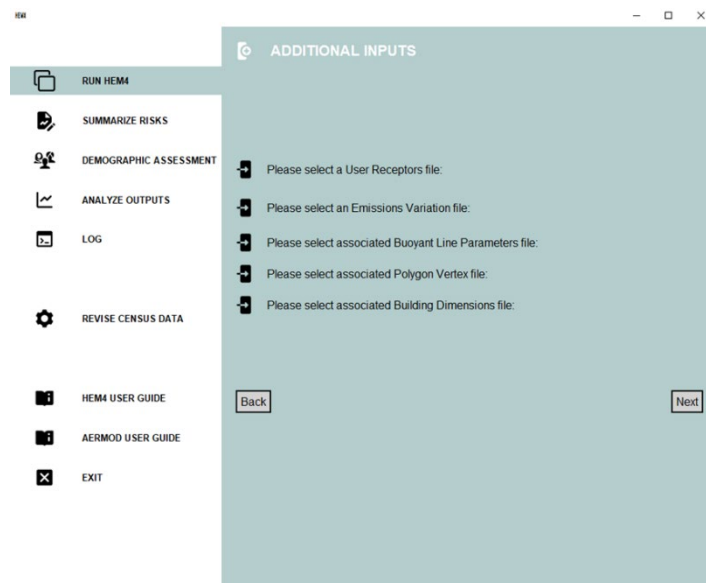 HEM4
ADDITIONAL INPUTS
RUN HEM4
SUMMARIZE RISKS
DEMOGRAPHIC ASSESSMENT
ANALYZE OUTPUTS
LOG
REVISE CENSUS DATA
HEM4 USER GUIDE
AERMOD USER GUIDE
EXIT
Please select a User Receptors file:
Please select an Emissions Variation file:
Please select associated Buoyant Line Parameters file:
Please select associated Polygon Vertex file:
Please select associated Building Dimensions file:
Back
Next